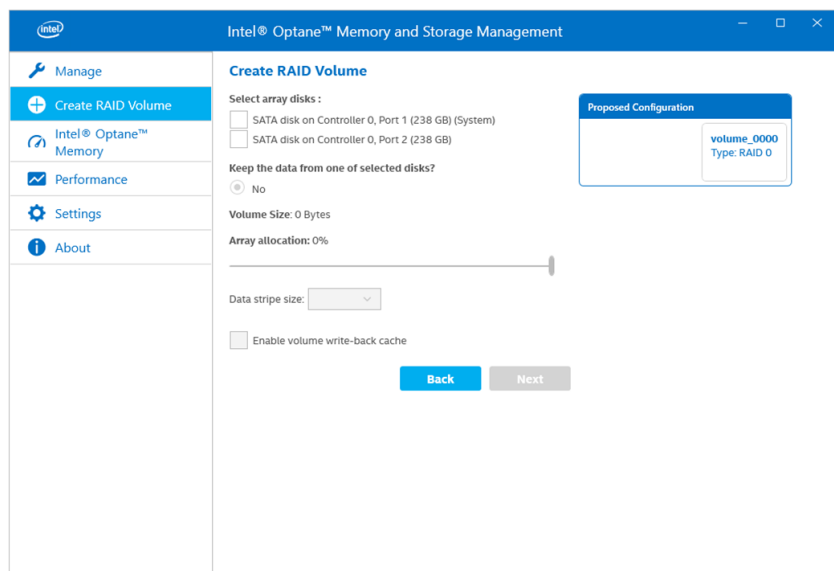 intel
Intel® Optane™ Memory and Storage Management
Manage
Create RAID Volume
Intel® Optane™
Memory
Performance
Settings
About
Create RAID Volume
Select array disks :
SATA disk on Controller 0, Port 1 (238 GB) (System)
SATA disk on Controller 0, Port 2 (238 GB)
Keep the data from one of selected disks?
No
Volume Size: 0 Bytes
Array allocation: 0%
Data stripe size:
Enable volume write-back cache
Back
Next
Proposed Configuration
volume_0000
Type: RAID 0